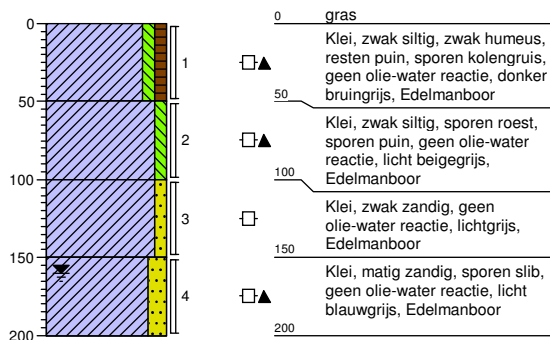 0
50
100
150
200
1
2
3
4
0 gras
Klei, zwak siltig, zwak humeus,
resten puin, sporen kolengruis,
geen olie-water reactie, donker
bruingrijs, Edelmanboor
50
Klei, zwak siltig, sporen roest,
sporen puin, geen olie-water
reactie, licht beigegrijs,
Edelmanboor
100
Klei, zwak zandig, geen
olie-water reactie, lichtgrijs,
Edelmanboor
150
Klei, matig zandig, sporen slib,
geen olie-water reactie, licht
blauwgrijs, Edelmanboor
200